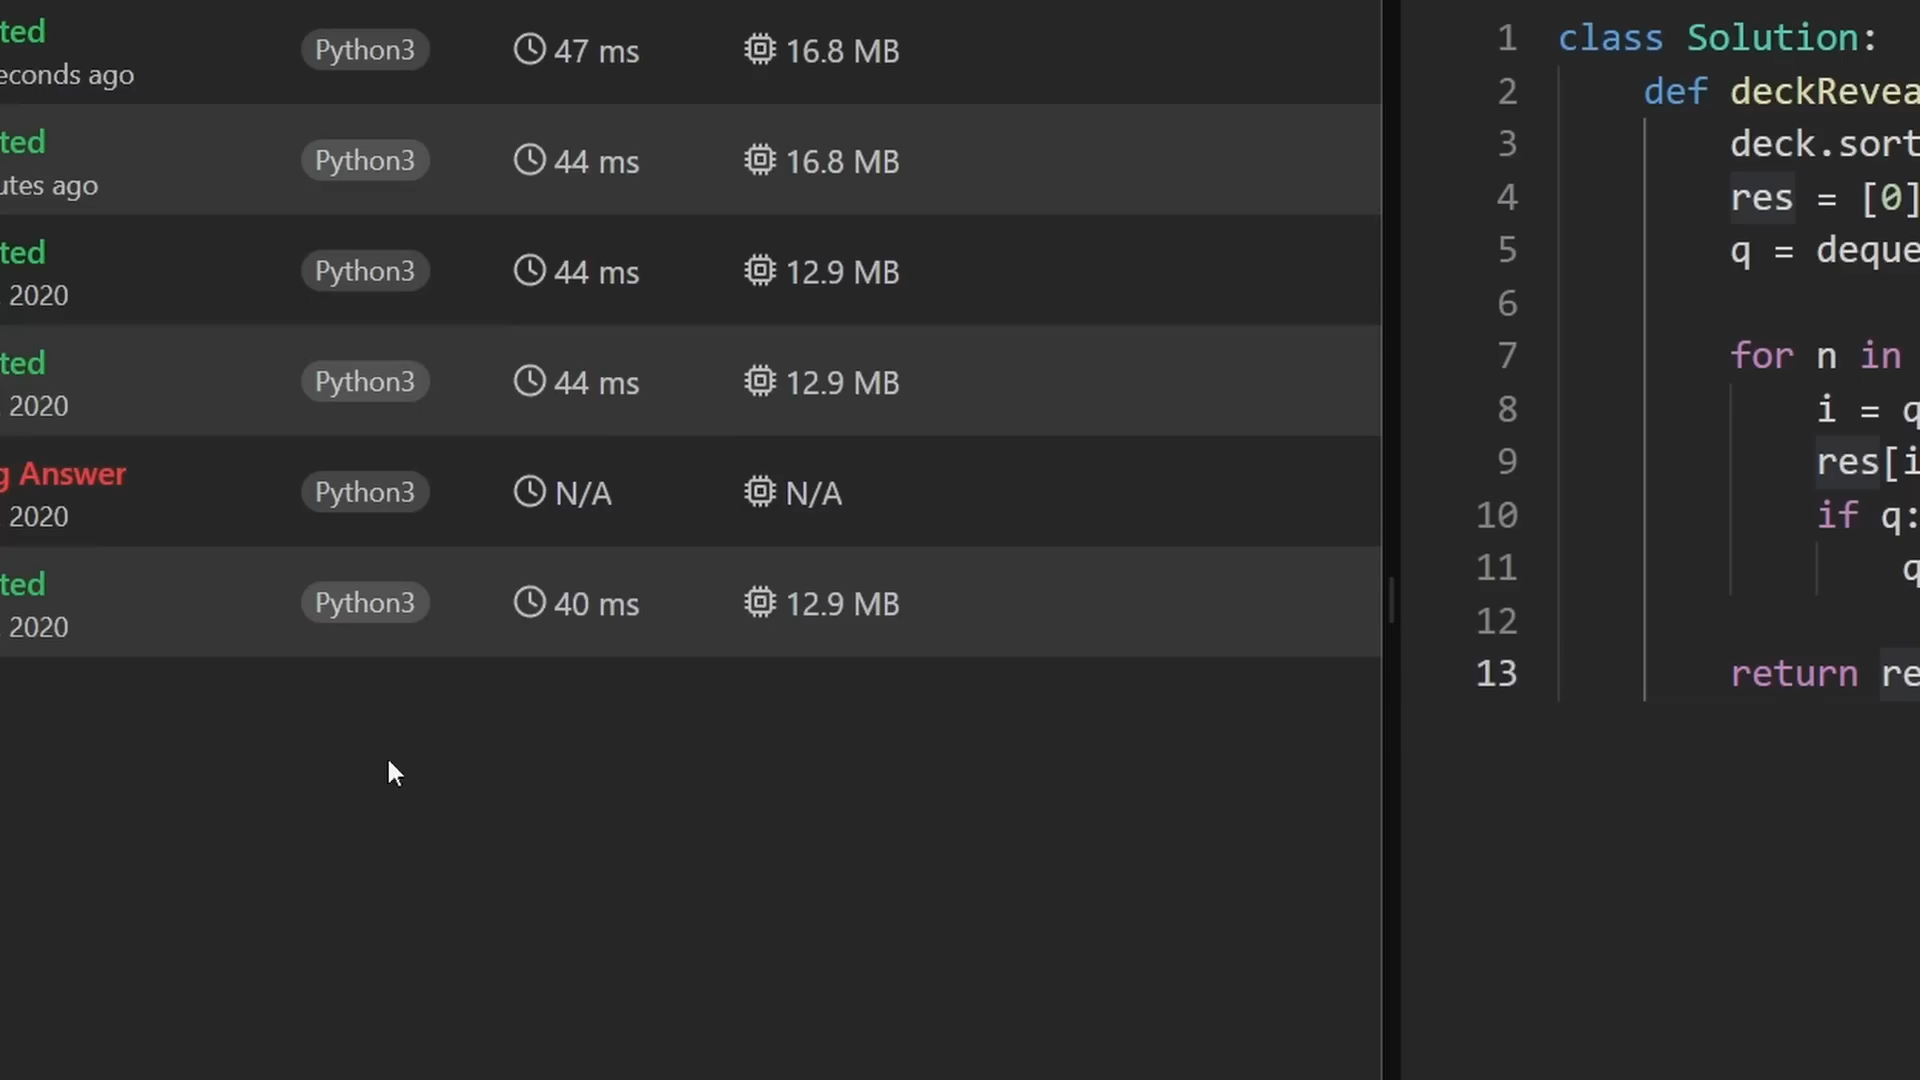 ted
Python3 47 ms 16.8 MB
econds ago
ted
Python3 44 ms 16.8 MB
utes ago
ted
Python3 44 ms 12.9 MB
2020
ted
Python3 44 ms 12.9 MB
2020
g Answer
Python3 N/A N/A
2020
ted
Python3 40 ms 12.9 MB
2020
1 class Solution:
2 def deckRevea
3 deck.sort
4 res = [0]
5 q = deque
6
7 for n in
8 i = q
9 res[i
10 if q:
11 q
12
13 return re